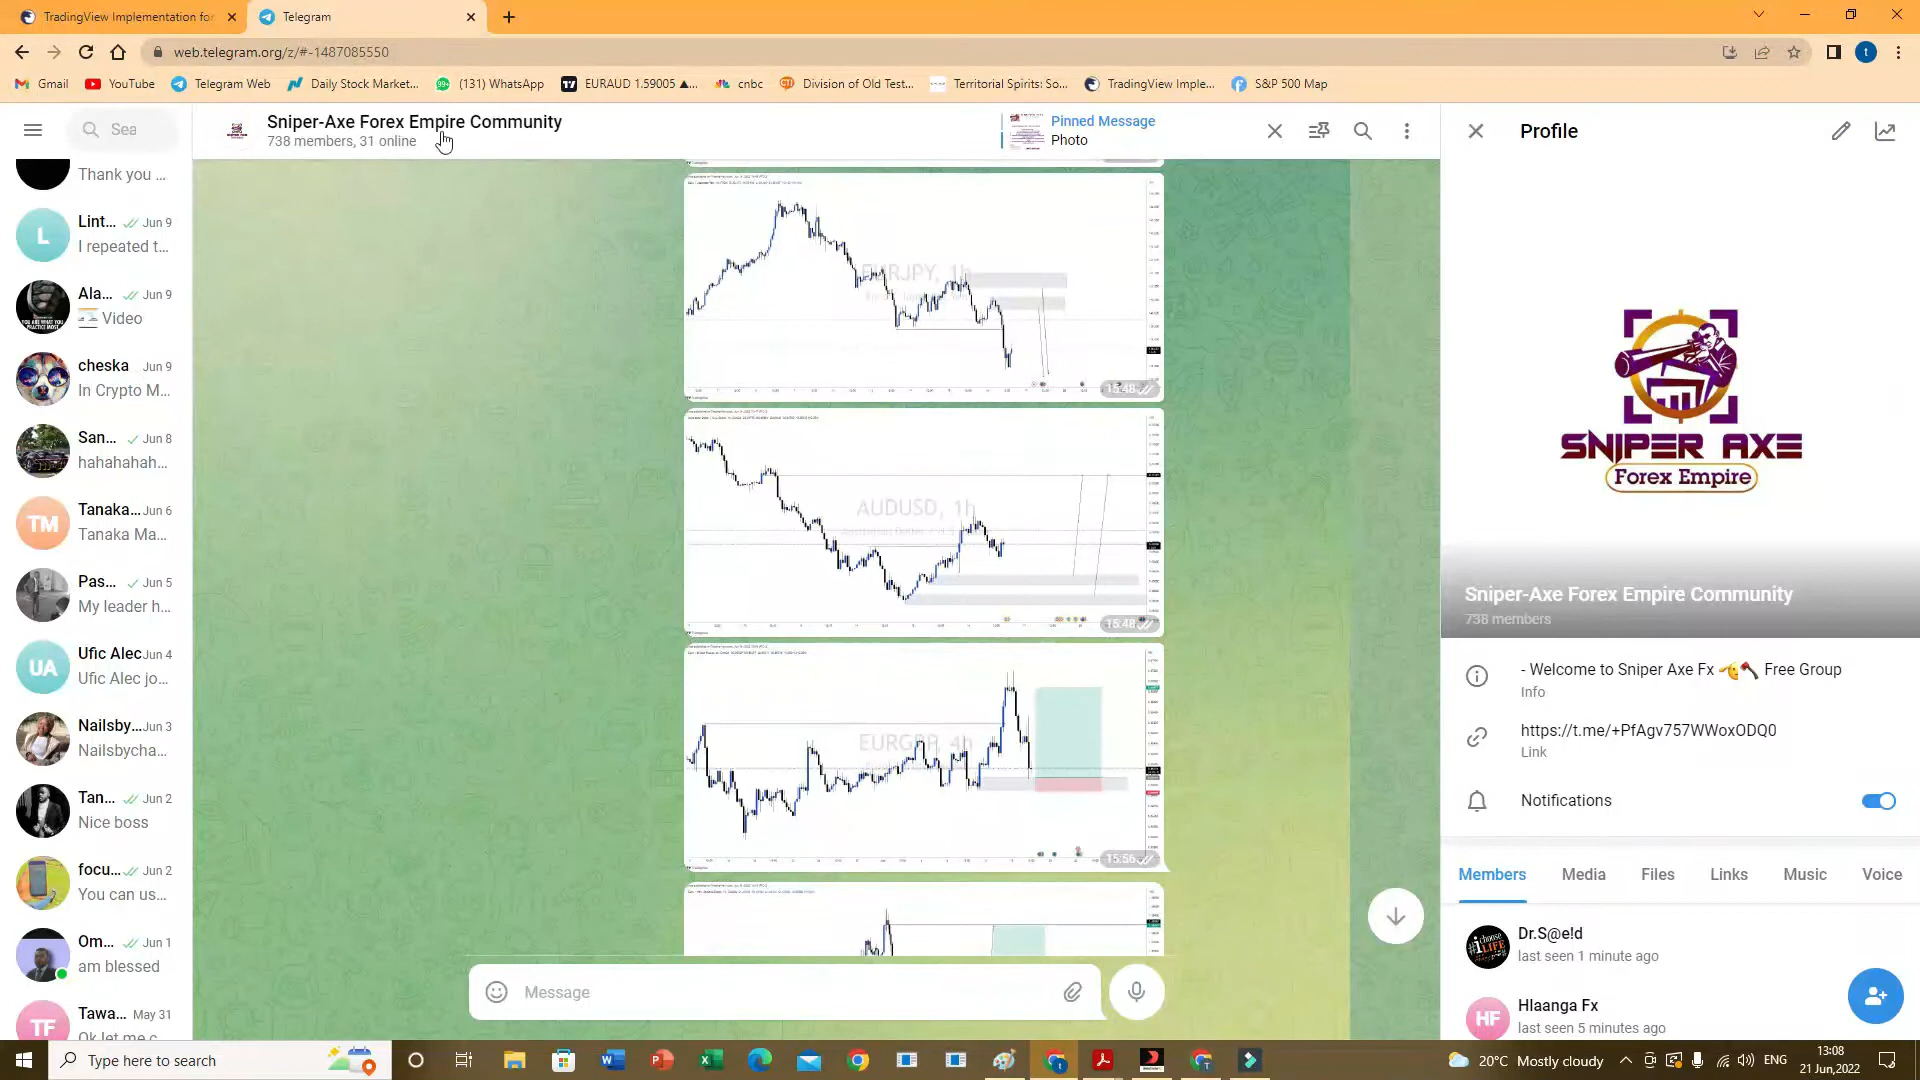 TradingView Implementation for
Telegram
web.telegram.org/z/#-1487085550
Gmail
YouTube
Telegram Web
Daily Stock Market...
(131) WhatsApp
EURAUD 1.59005 ▲...
cnbc
Division of Old Test...
Territorial Spirits: So...
TradingView Imple...
S&P 500 Map
Sea
Sniper-Axe Forex Empire Community
738 members, 31 online
Pinned Message
Photo
Profile
Thank you ...
Lint... Jun 9
I repeated t...
Ala... Jun 9
Video
cheska Jun 9
In Crypto M...
San... Jun 8
hahahahah...
TM
Tanaka... Jun 6
Tanaka Ma...
Pas... Jun 5
My leader h...
UA
Ufic Alec Jun 4
Ufic Alec jo...
Nailsby... Jun 3
Nailsbycha...
Tan... Jun 2
Nice boss
focu... Jun 2
You can us...
Om... Jun 1
am blessed
TF
Tawa... May 31
Ok let me c
L
EURJPY, 1h
15:48
AUDUSD, 1h
15:48
EURGBP, 4h
15:56
Message
SNIPER AXE
Forex Empire
Sniper-Axe Forex Empire Community
738 members
- Welcome to Sniper Axe Fx Free Group
Info
https://t.me/+PfAgv757WWoxODQ0
Link
Notifications
Members
Media
Files
Links
Music
Voice
#i choose LIFE
Dr.S@e!d
last seen 1 minute ago
HF
Hlaanga Fx
last seen 5 minutes ago
Type here to search
20°C Mostly cloudy
ENG
13:08
21 Jun,2022